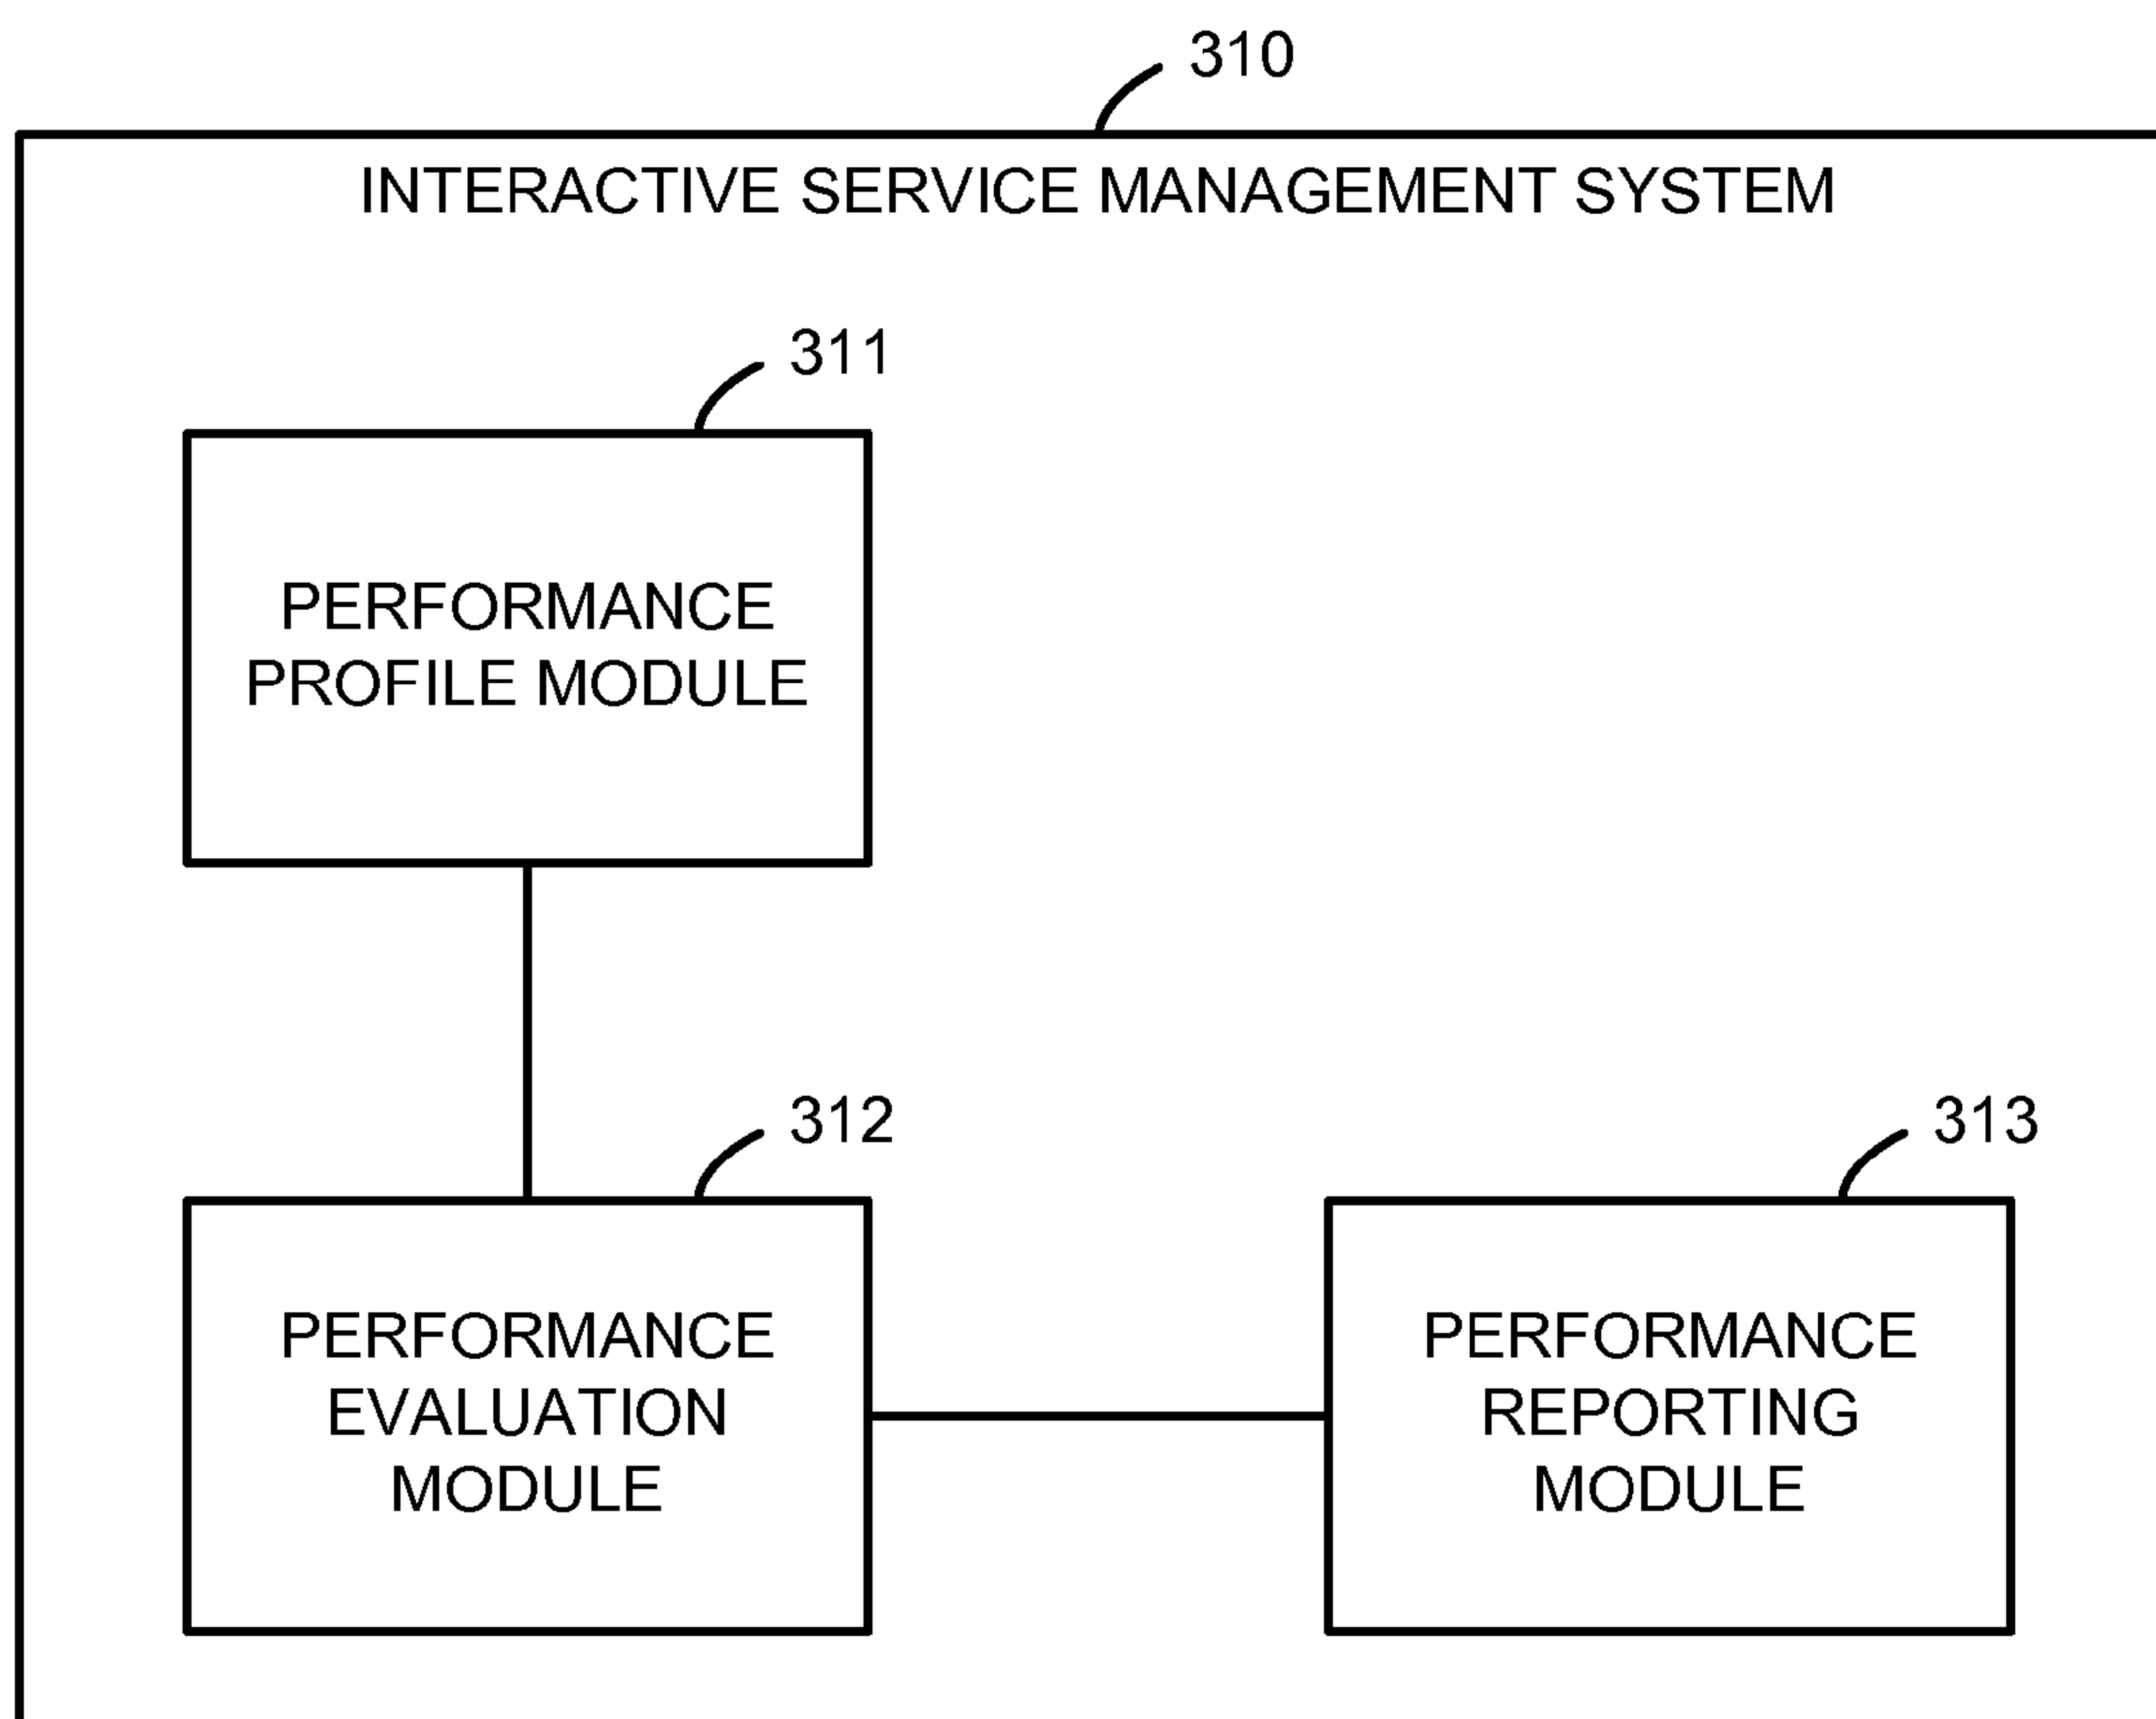 310
INTERACTIVE SERVICE MANAGEMENT SYSTEM
311
PERFORMANCE
PROFILE MODULE
312
PERFORMANCE
EVALUATION
MODULE
313
PERFORMANCE
REPORTING
MODULE